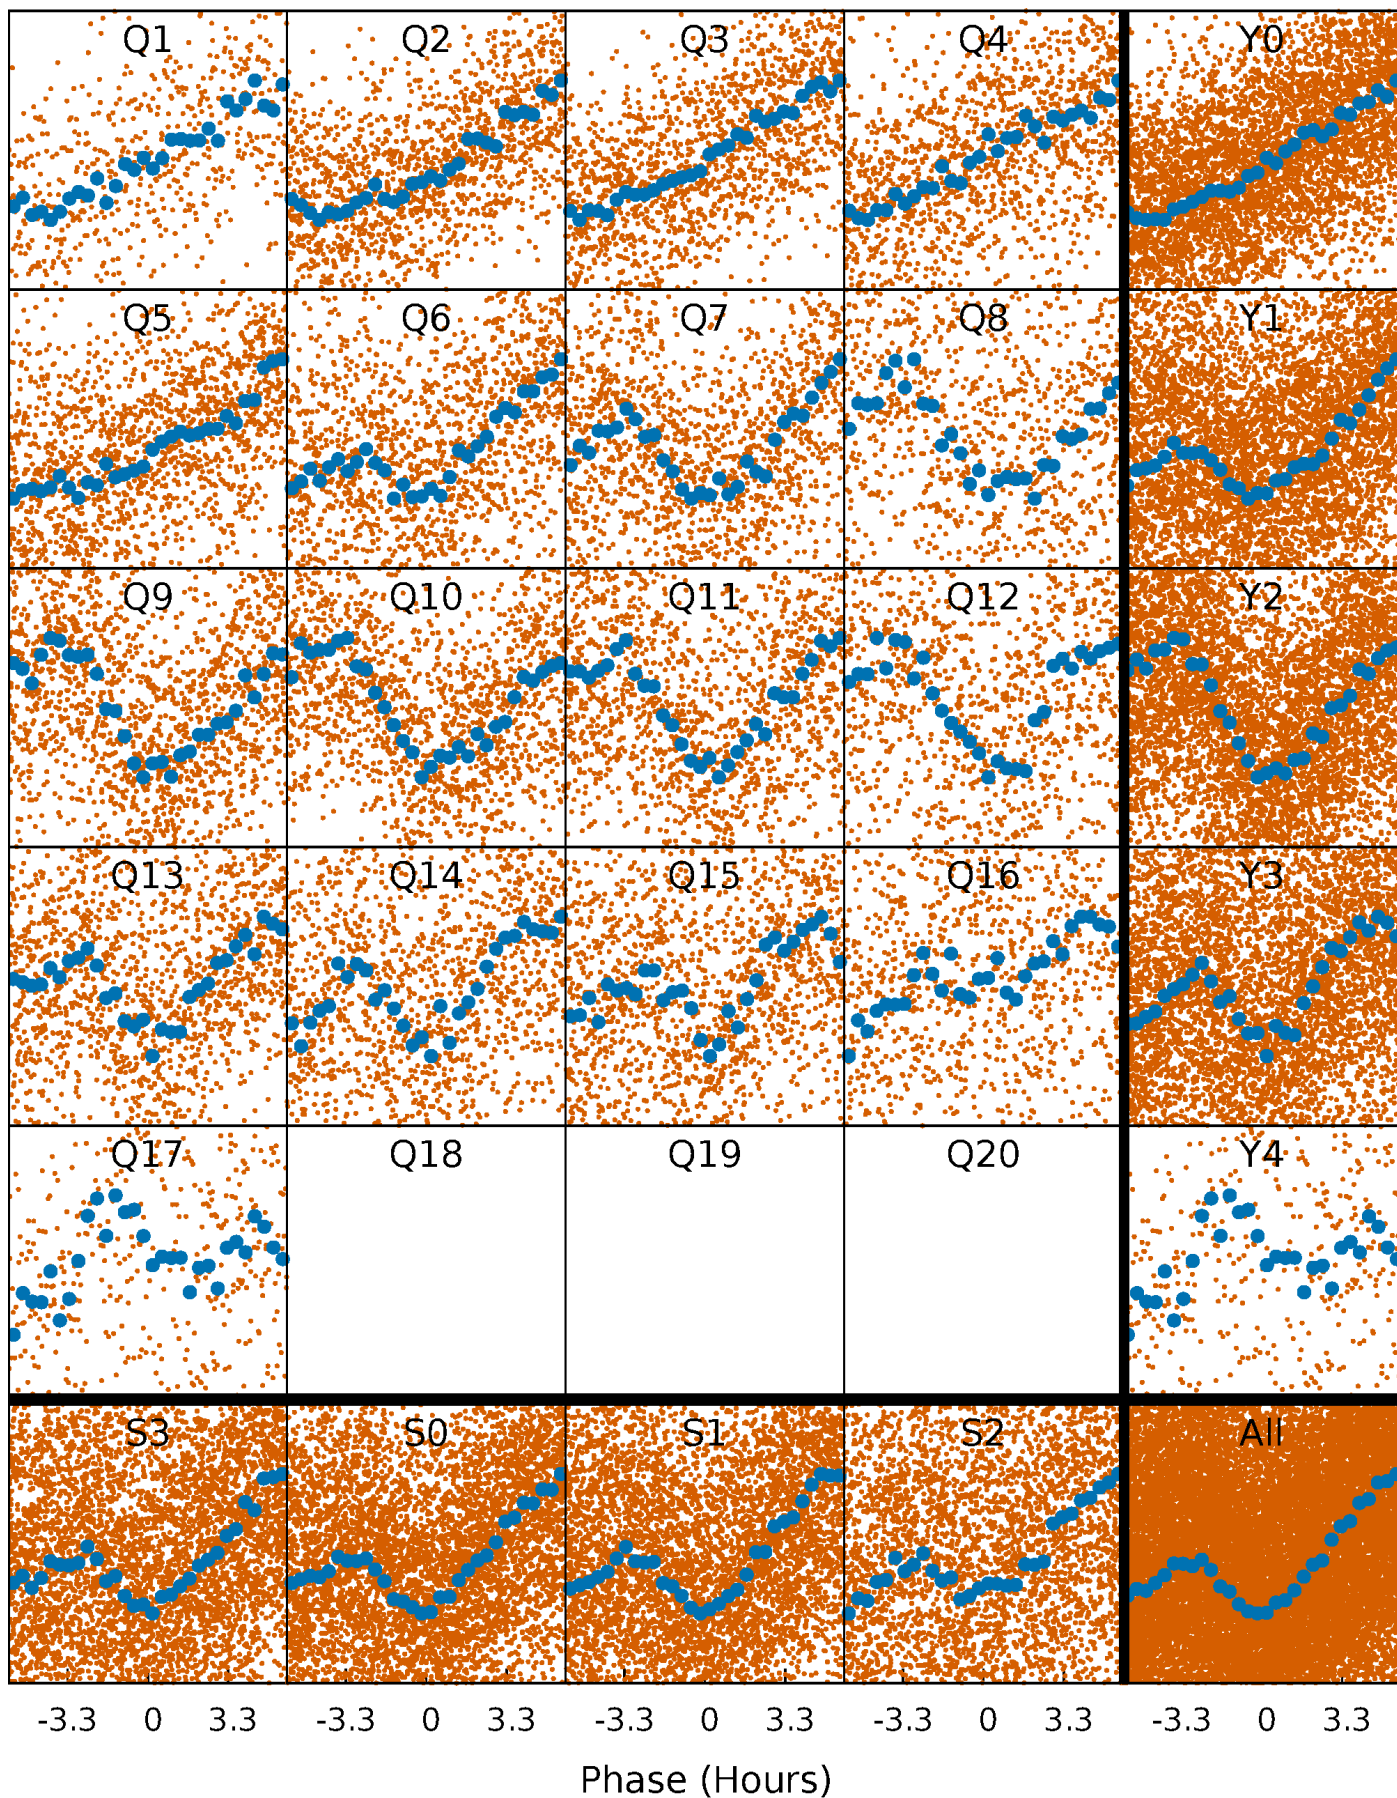 Q1 Q2 Q3 Q4 Y0
Q5 Q6 Q7 Q8 Y1
Q9 Q10 Q11 Q12 Y2
Q13 Q14 Q15 Q16 Y3
Q17 Q18 Q19 Q20 Y4
S3 S0 S1 S2 All
-3.3 0 3.3 -3.3 0 3.3 -3.3 0 3.3 -3.3 0 3.3 -3.3 0 3.3
Phase (Hours)